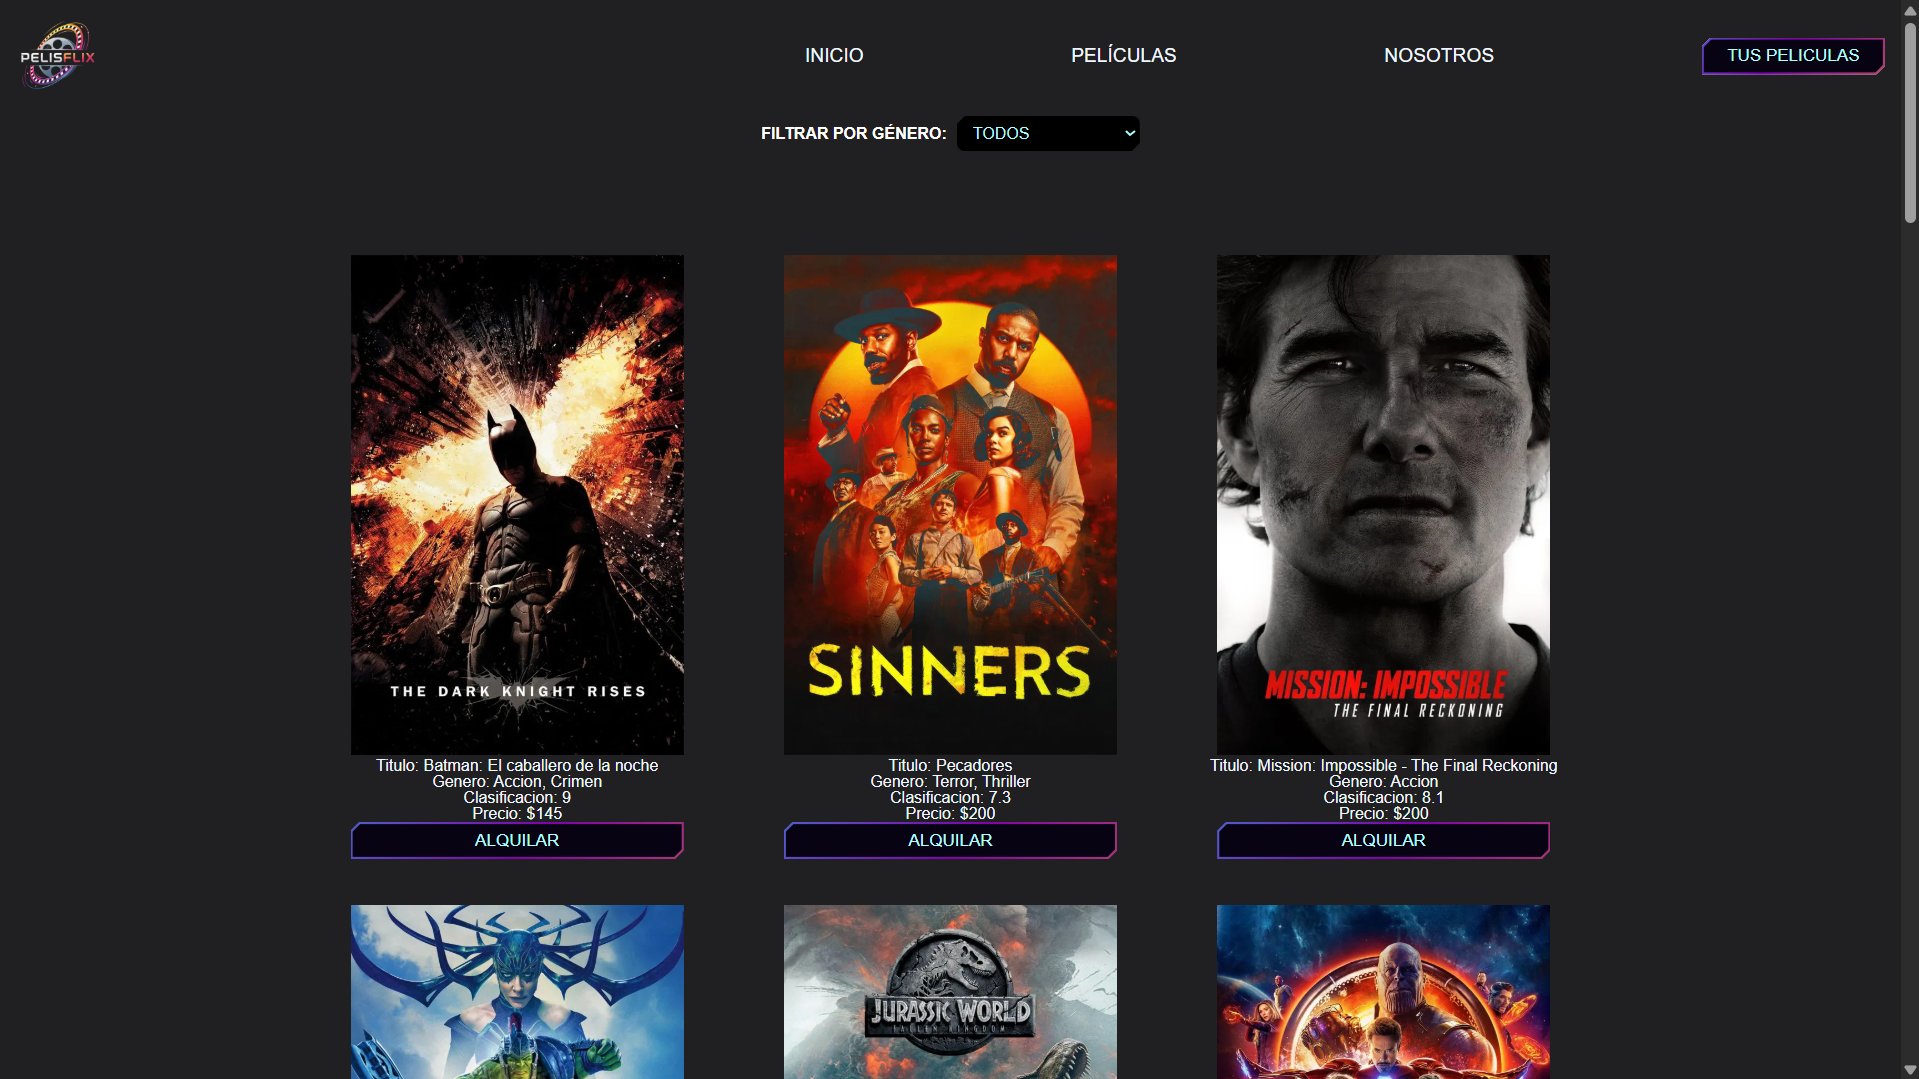 PELISFLIX
INICIO
PELÍCULAS
NOSOTROS
TUS PELICULAS
FILTRAR POR GÉNERO:
TODOS
THE DARK KNIGHT RISES
SINNERS
MISSION: IMPOSSIBLE
THE FINAL RECKONING
Titulo: Batman: El caballero de la noche
Genero: Accion, Crimen
Clasificacion: 9
Precio: $145
ALQUILAR
Titulo: Pecadores
Genero: Terror, Thriller
Clasificacion: 7.3
Precio: $200
ALQUILAR
Titulo: Mission: Impossible - The Final Reckoning
Genero: Accion
Clasificacion: 8.1
Precio: $200
ALQUILAR
JURASSIC WORLD
FALLEN KINGDOM